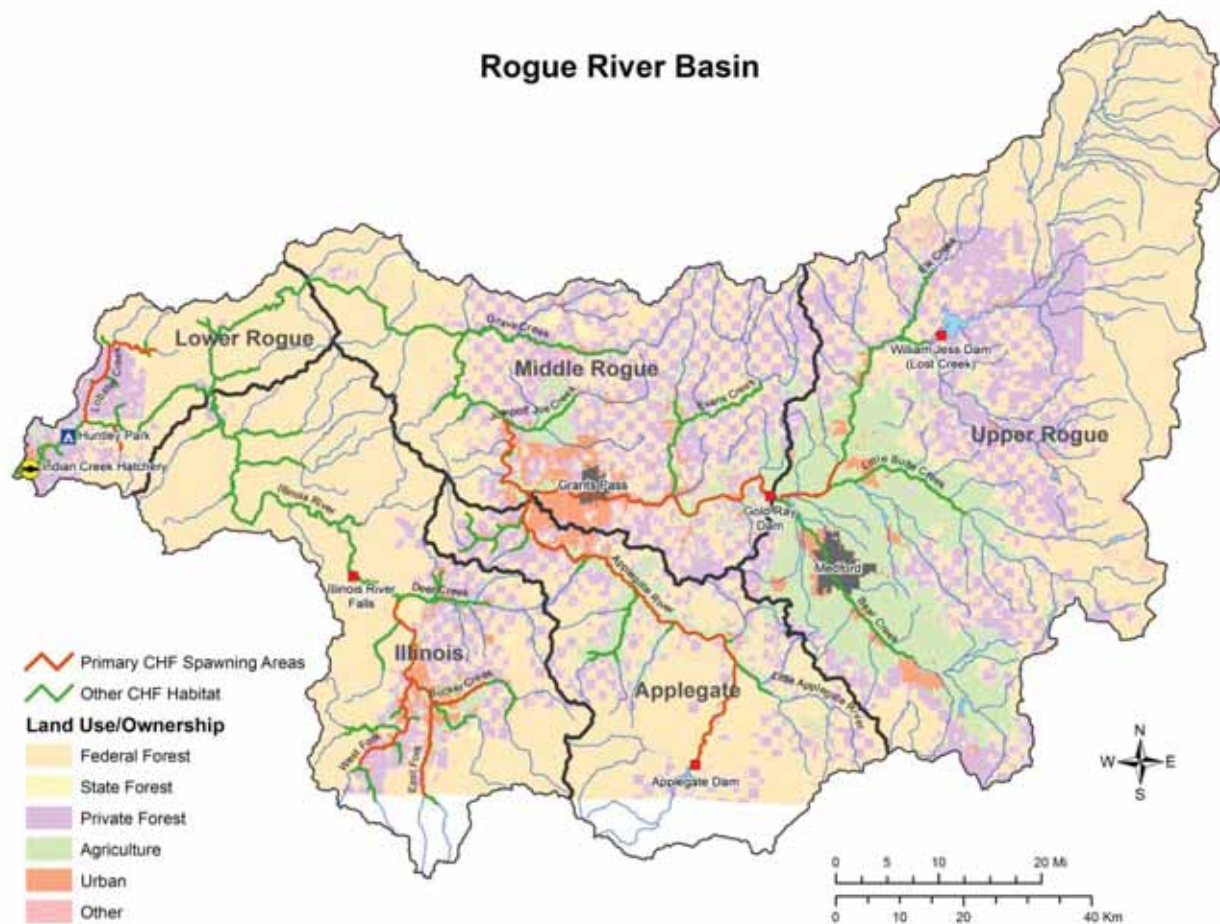 Rogue River Basin
Elk Creek
Lower Rogue
Grave Creek
William Jess Dam
(Lost Creek)
Middle Rogue
Lobster Creek
Jumpoff Joe Creek
Evans Creek
Upper Rogue
Huntley Park
Indian Creek Hatchery
Little Butte Creek
Grants Pass
Gold Ray
Dam
Illinois River
Medford
Applegate River
Illinois River
Falls
Deer Creek
Bear Creek
Illinois
Sucker Creek
Applegate
Little Applegate River
West Fork
East Fork
Applegate Dam
Primary CHF Spawning Areas
Other CHF Habitat
Land Use/Ownership
Federal Forest
State Forest
Private Forest
Agriculture
Urban
Other
N
W E
S
0 10 20 Mi
0 10 20 40 Km